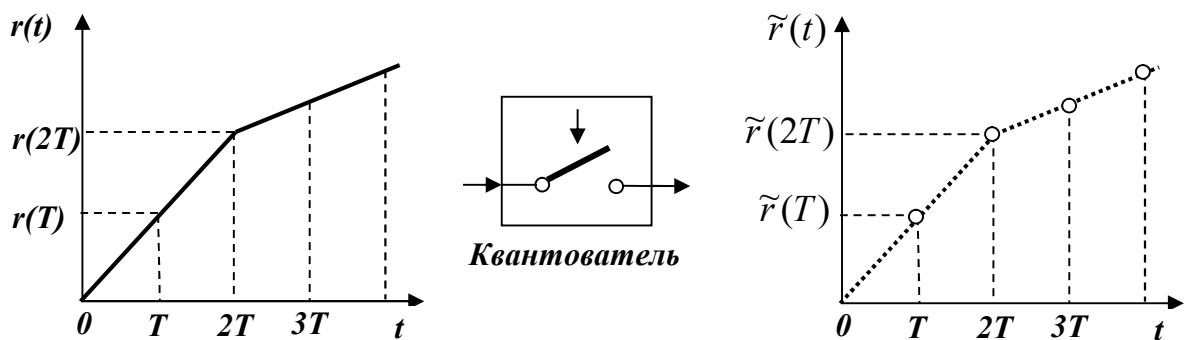 r(t)
r(2T)
r(T)
0 T 2T 3T t
Квантователь
r̃(t)
r̃(2T)
r̃(T)
0 T 2T 3T t